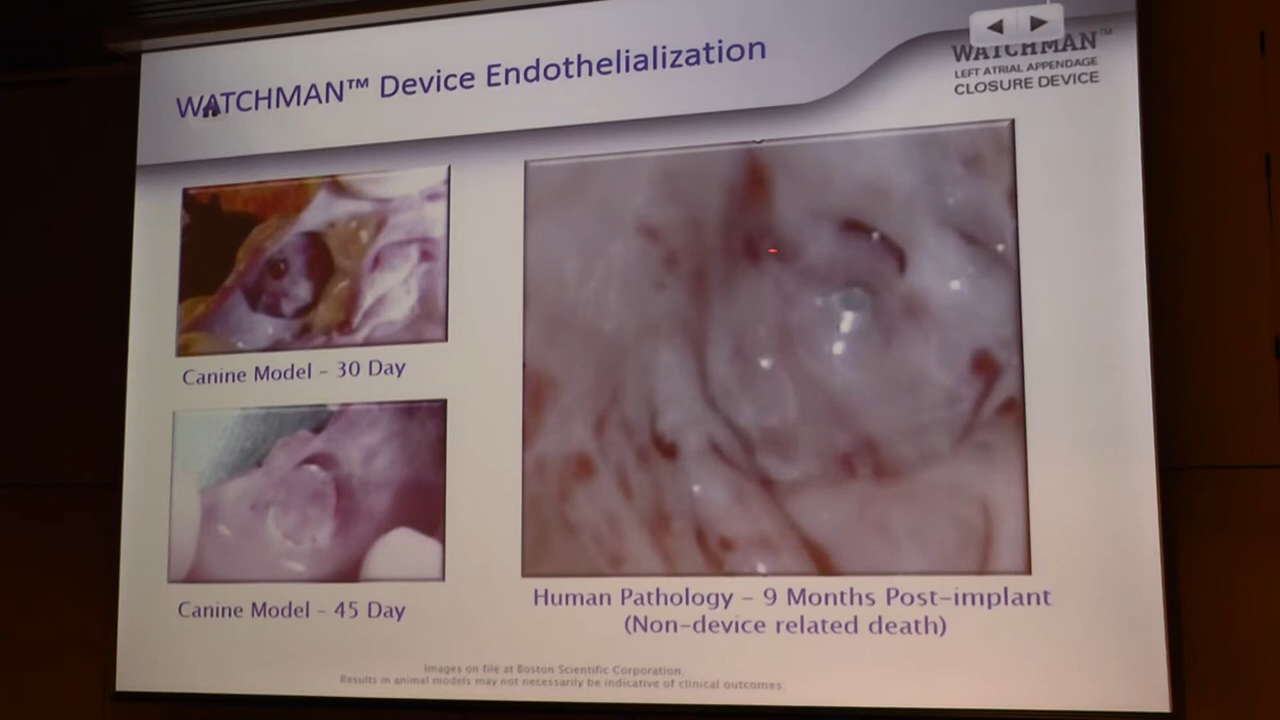 WATCHMAN™ Device Endothelialization
WATCHMAN™
LEFT ATRIAL APPENDAGE
CLOSURE DEVICE
Canine Model – 30 Day
Canine Model – 45 Day
Human Pathology – 9 Months Post-implant
(Non-device related death)
Images on file at Boston Scientific Corporation.
Results in animal models may not necessarily be indicative of clinical outcomes.